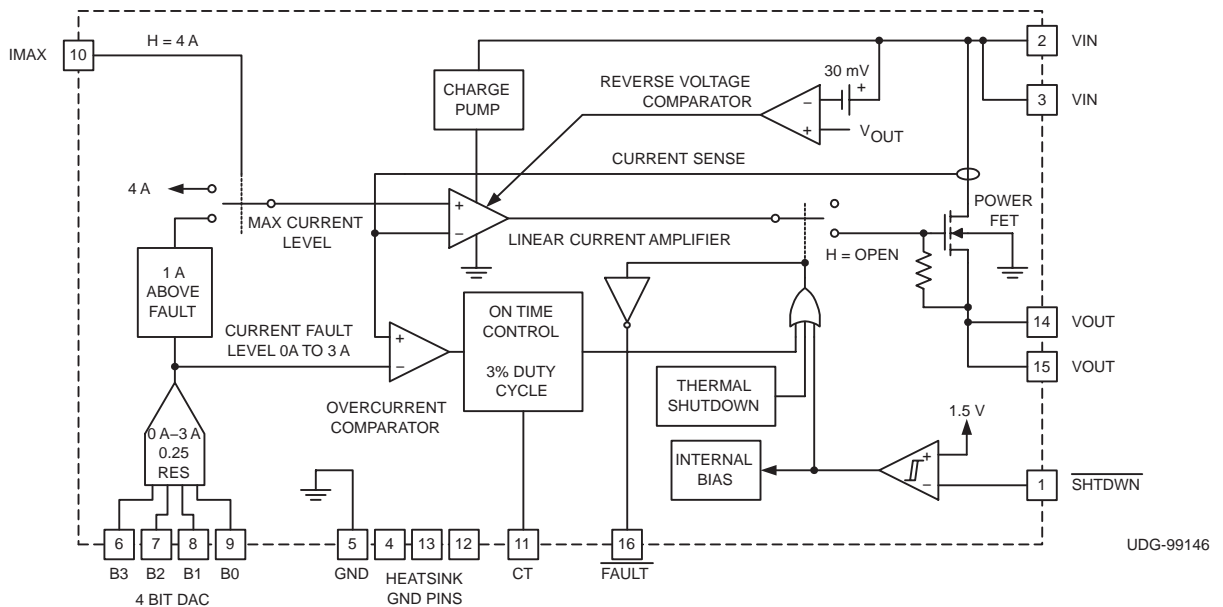 IMAX
10
H = 4 A
2
VIN
3
VIN
CHARGE
PUMP
REVERSE VOLTAGE
COMPARATOR
30 mV
+
−
+
VOUT
CURRENT SENSE
4 A
MAX CURRENT
LEVEL
+
−
LINEAR CURRENT AMPLIFIER
H = OPEN
POWER
FET
1 A
ABOVE
FAULT
CURRENT FAULT
LEVEL 0A TO 3 A
+
−
OVERCURRENT
COMPARATOR
ON TIME
CONTROL
3% DUTY
CYCLE
14
VOUT
15
VOUT
THERMAL
SHUTDOWN
1.5 V
0 A−3 A
0.25
RES
INTERNAL
BIAS
+
−
1
SHTDWN
6
7
8
9
5
4
13
12
11
16
B3
B2
B1
B0
GND
HEATSINK
GND PINS
CT
FAULT
4 BIT DAC
UDG-99146